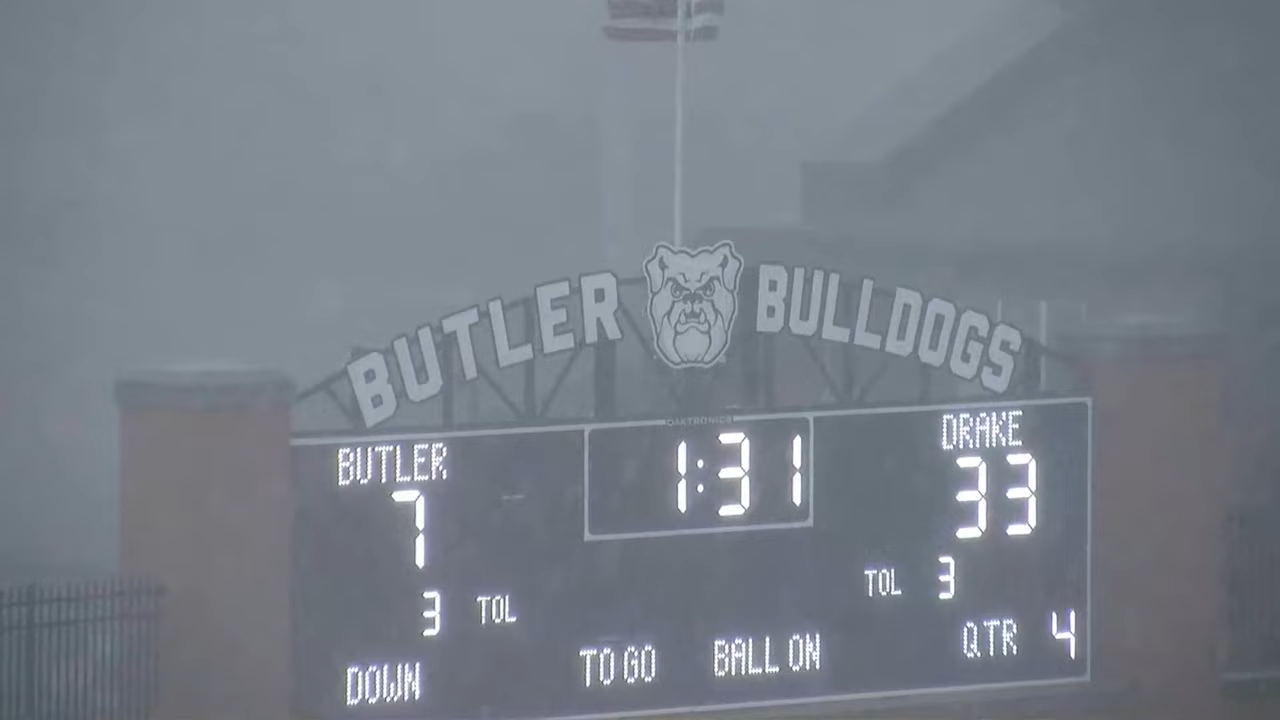 BUTLER BULLDOGS
DAKTRONICS
BUTLER 1:31 DRAKE
7 33
3 TOL TOL 3
DOWN TO GO BALL ON QTR 4